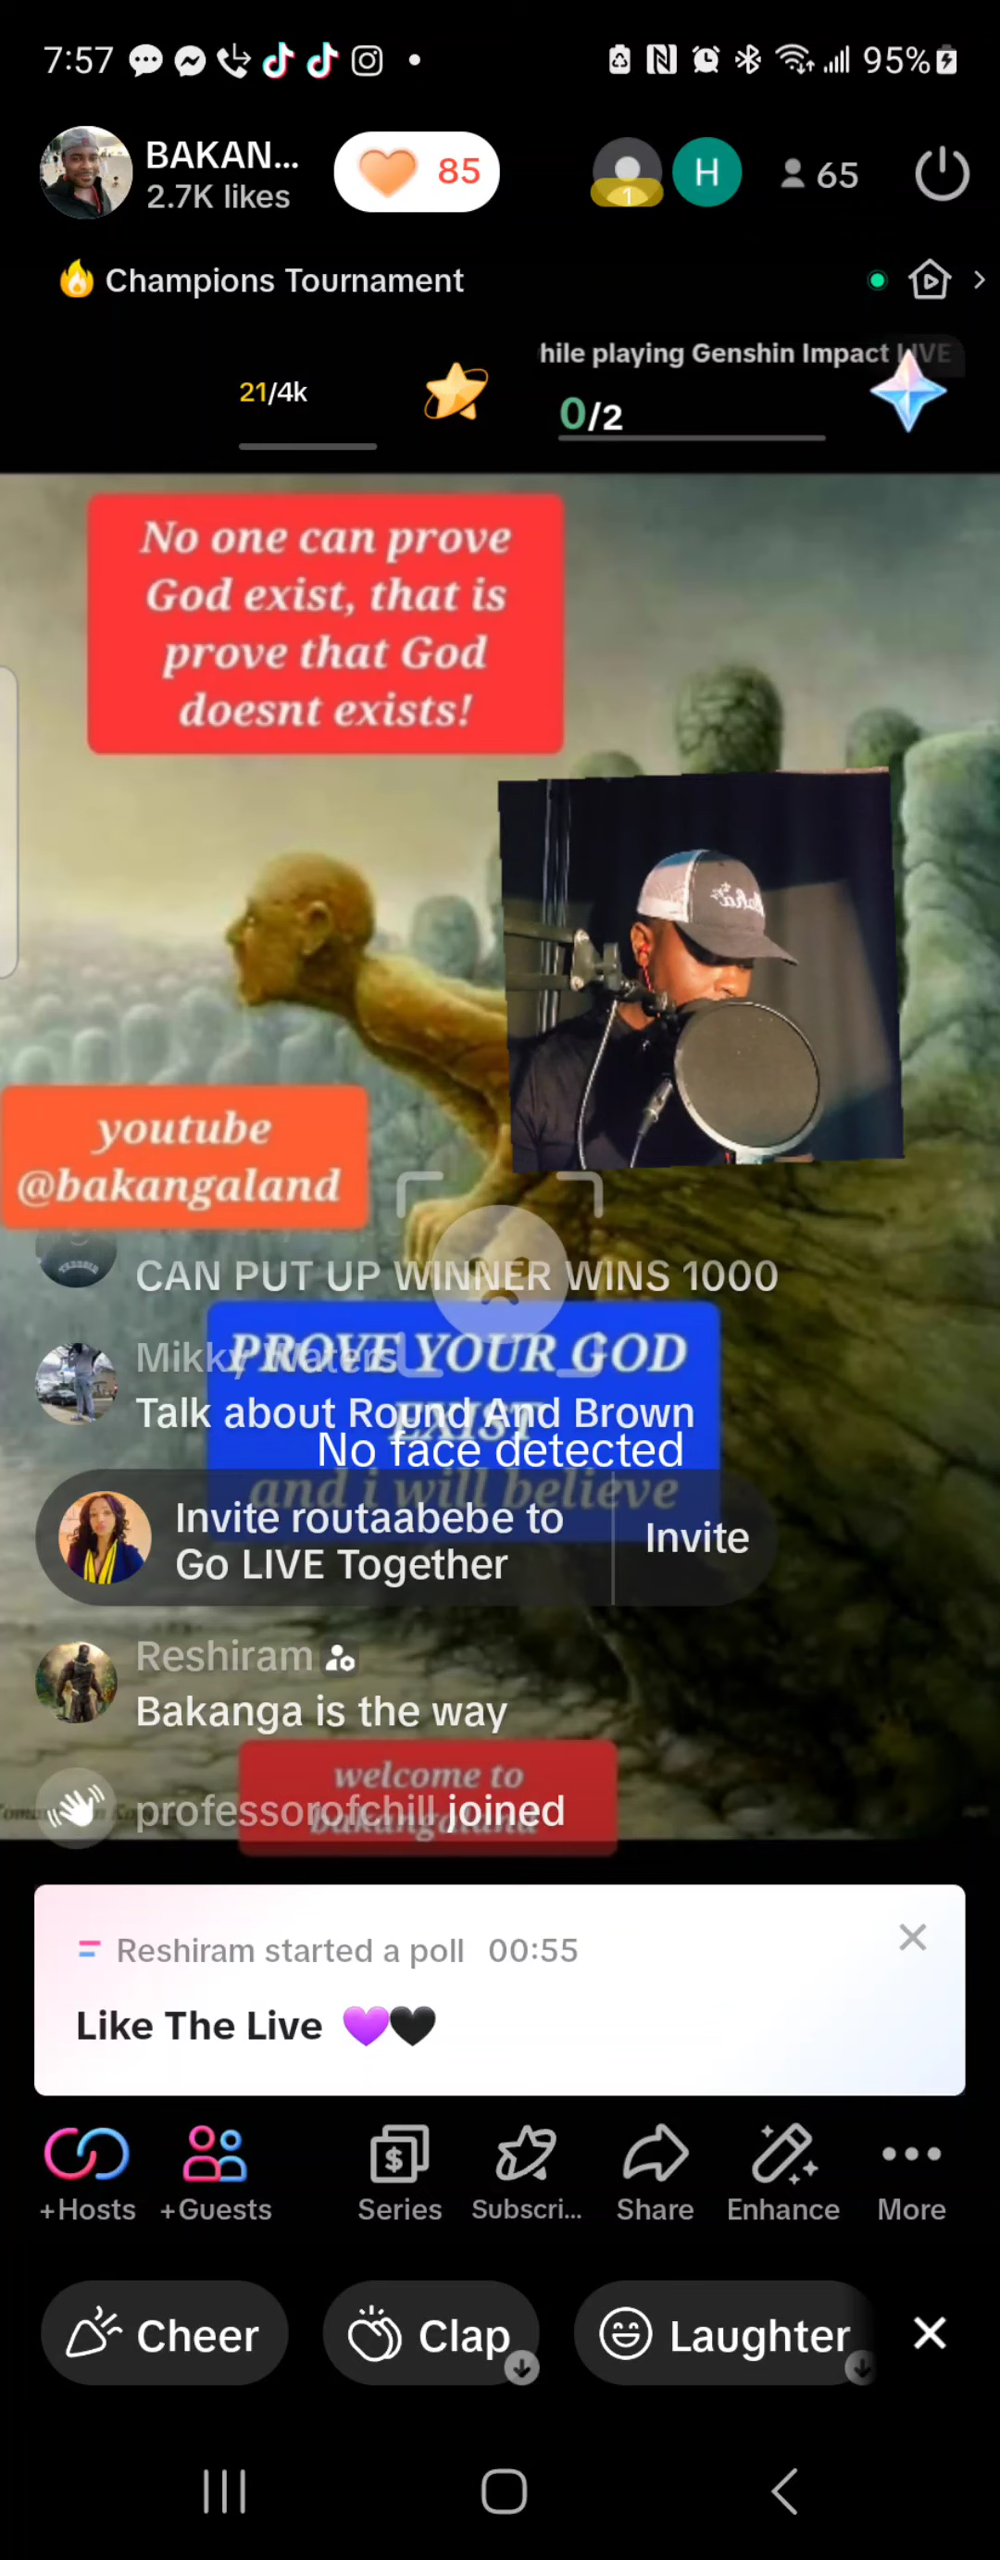 7:57
95%
BAKAN...
2.7K likes
85
1
H
65
Champions Tournament
hile playing Genshin Impact LIVE
21/4k
0/2
No one can prove
God exist, that is
prove that God
doesnt exists!
youtube
@bakangaland
CAN PUT UP WINNER WINS 1000
PROVE YOUR GOD
EXIST
and i will believe
Mikky Waters
Talk about Round And Brown
No face detected
Invite routaabebe to
Go LIVE Together
Invite
Reshiram
Bakanga is the way
welcome to
bakangaland
professorofchill joined
Reshiram started a poll 00:55
Like The Live 💜🖤
+Hosts
+Guests
Series
Subscri...
Share
Enhance
More
Cheer
Clap
Laughter